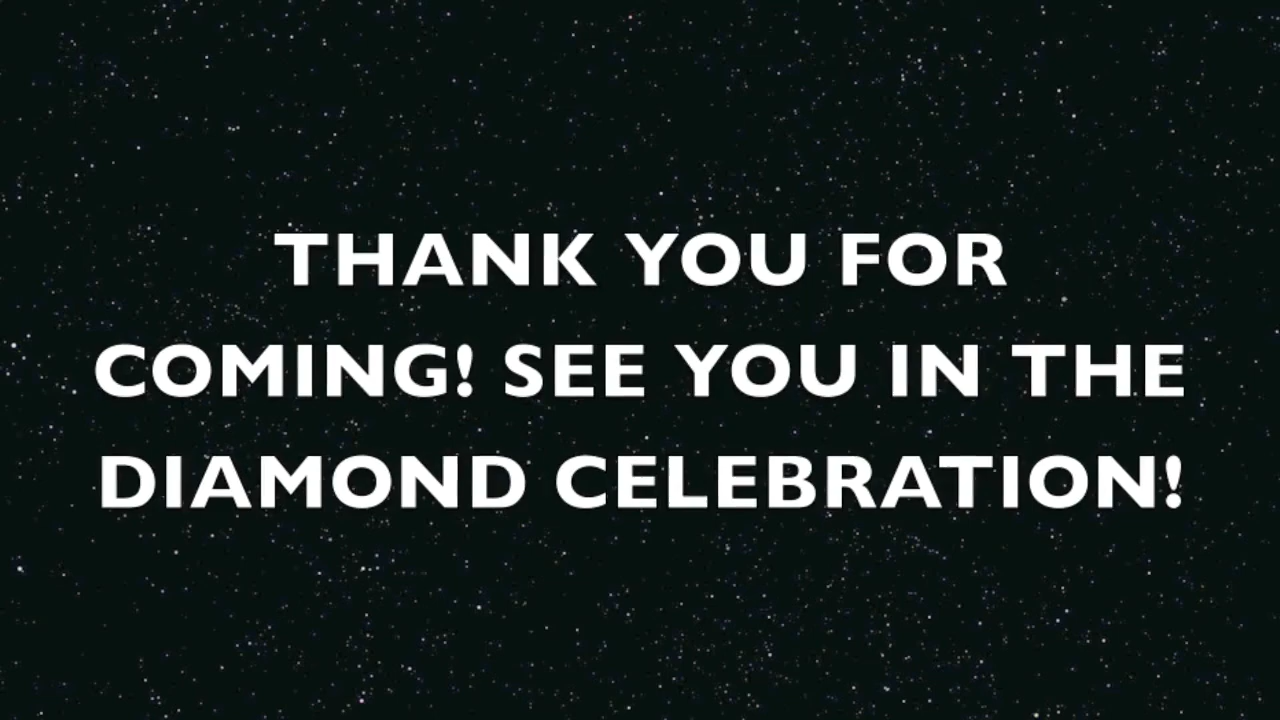 THANK YOU FOR
COMING! SEE YOU IN THE
DIAMOND CELEBRATION!